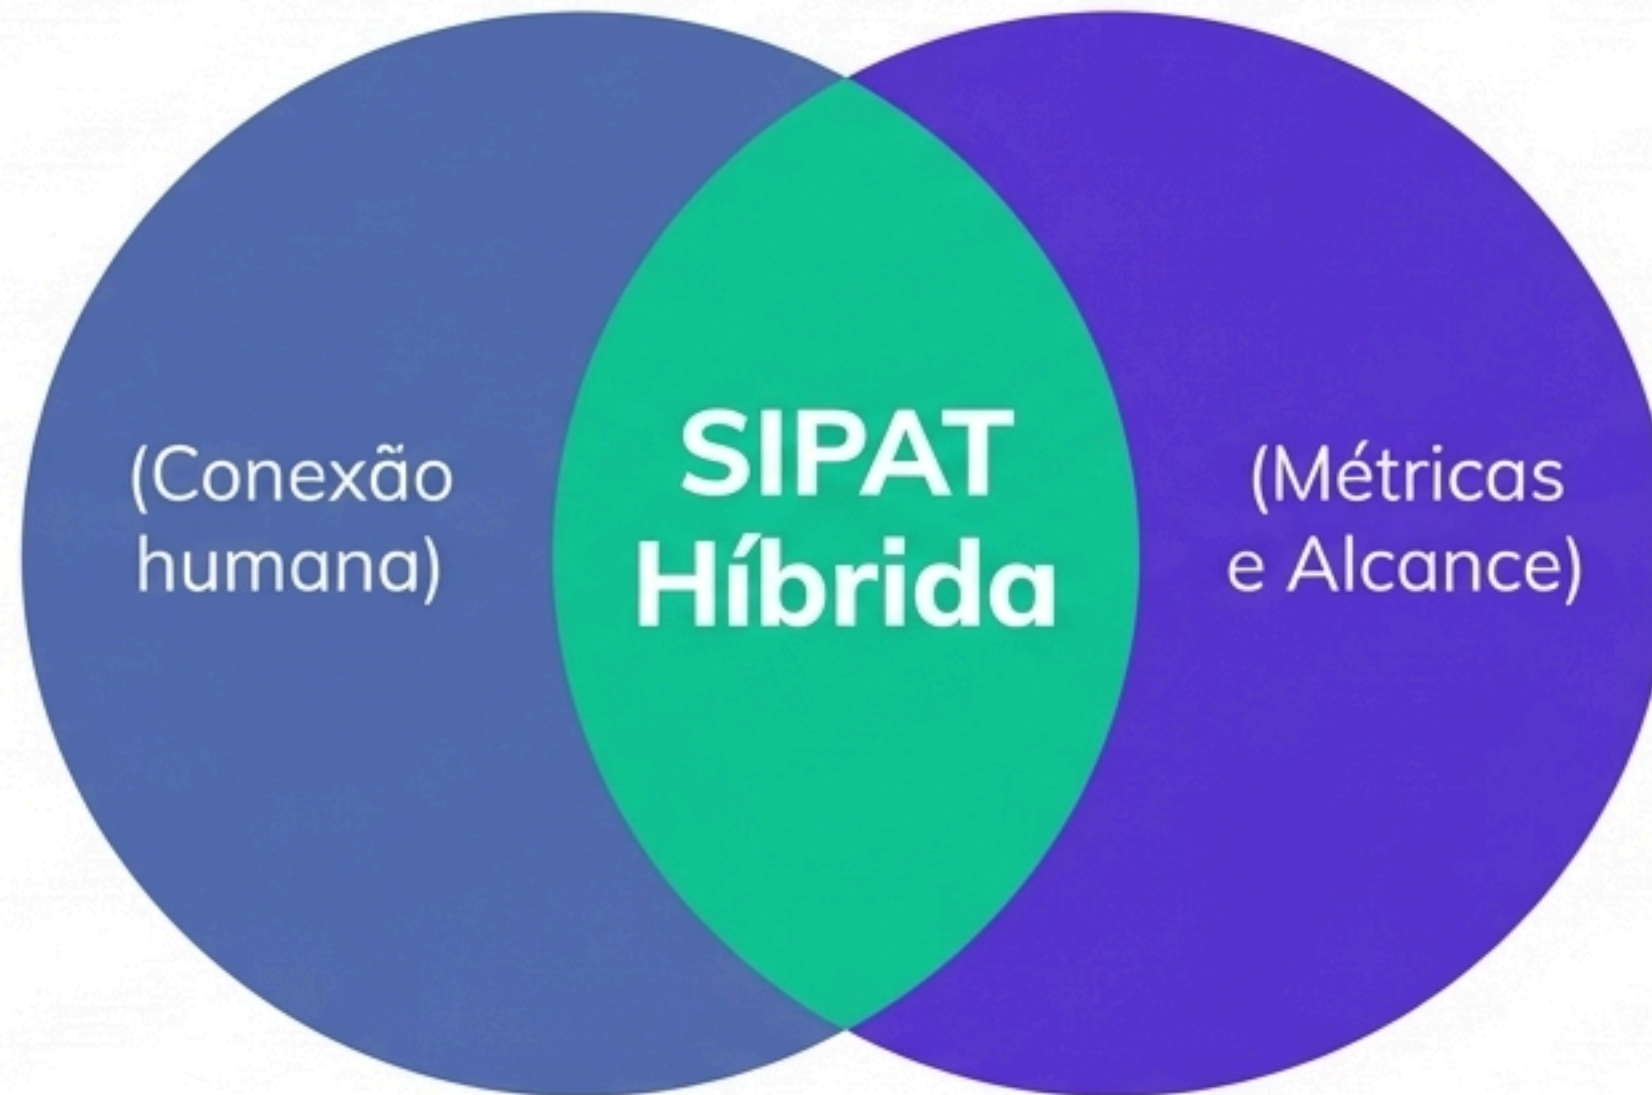 (Conexão
humana)
SIPAT
Híbrida
(Métricas
e Alcance)